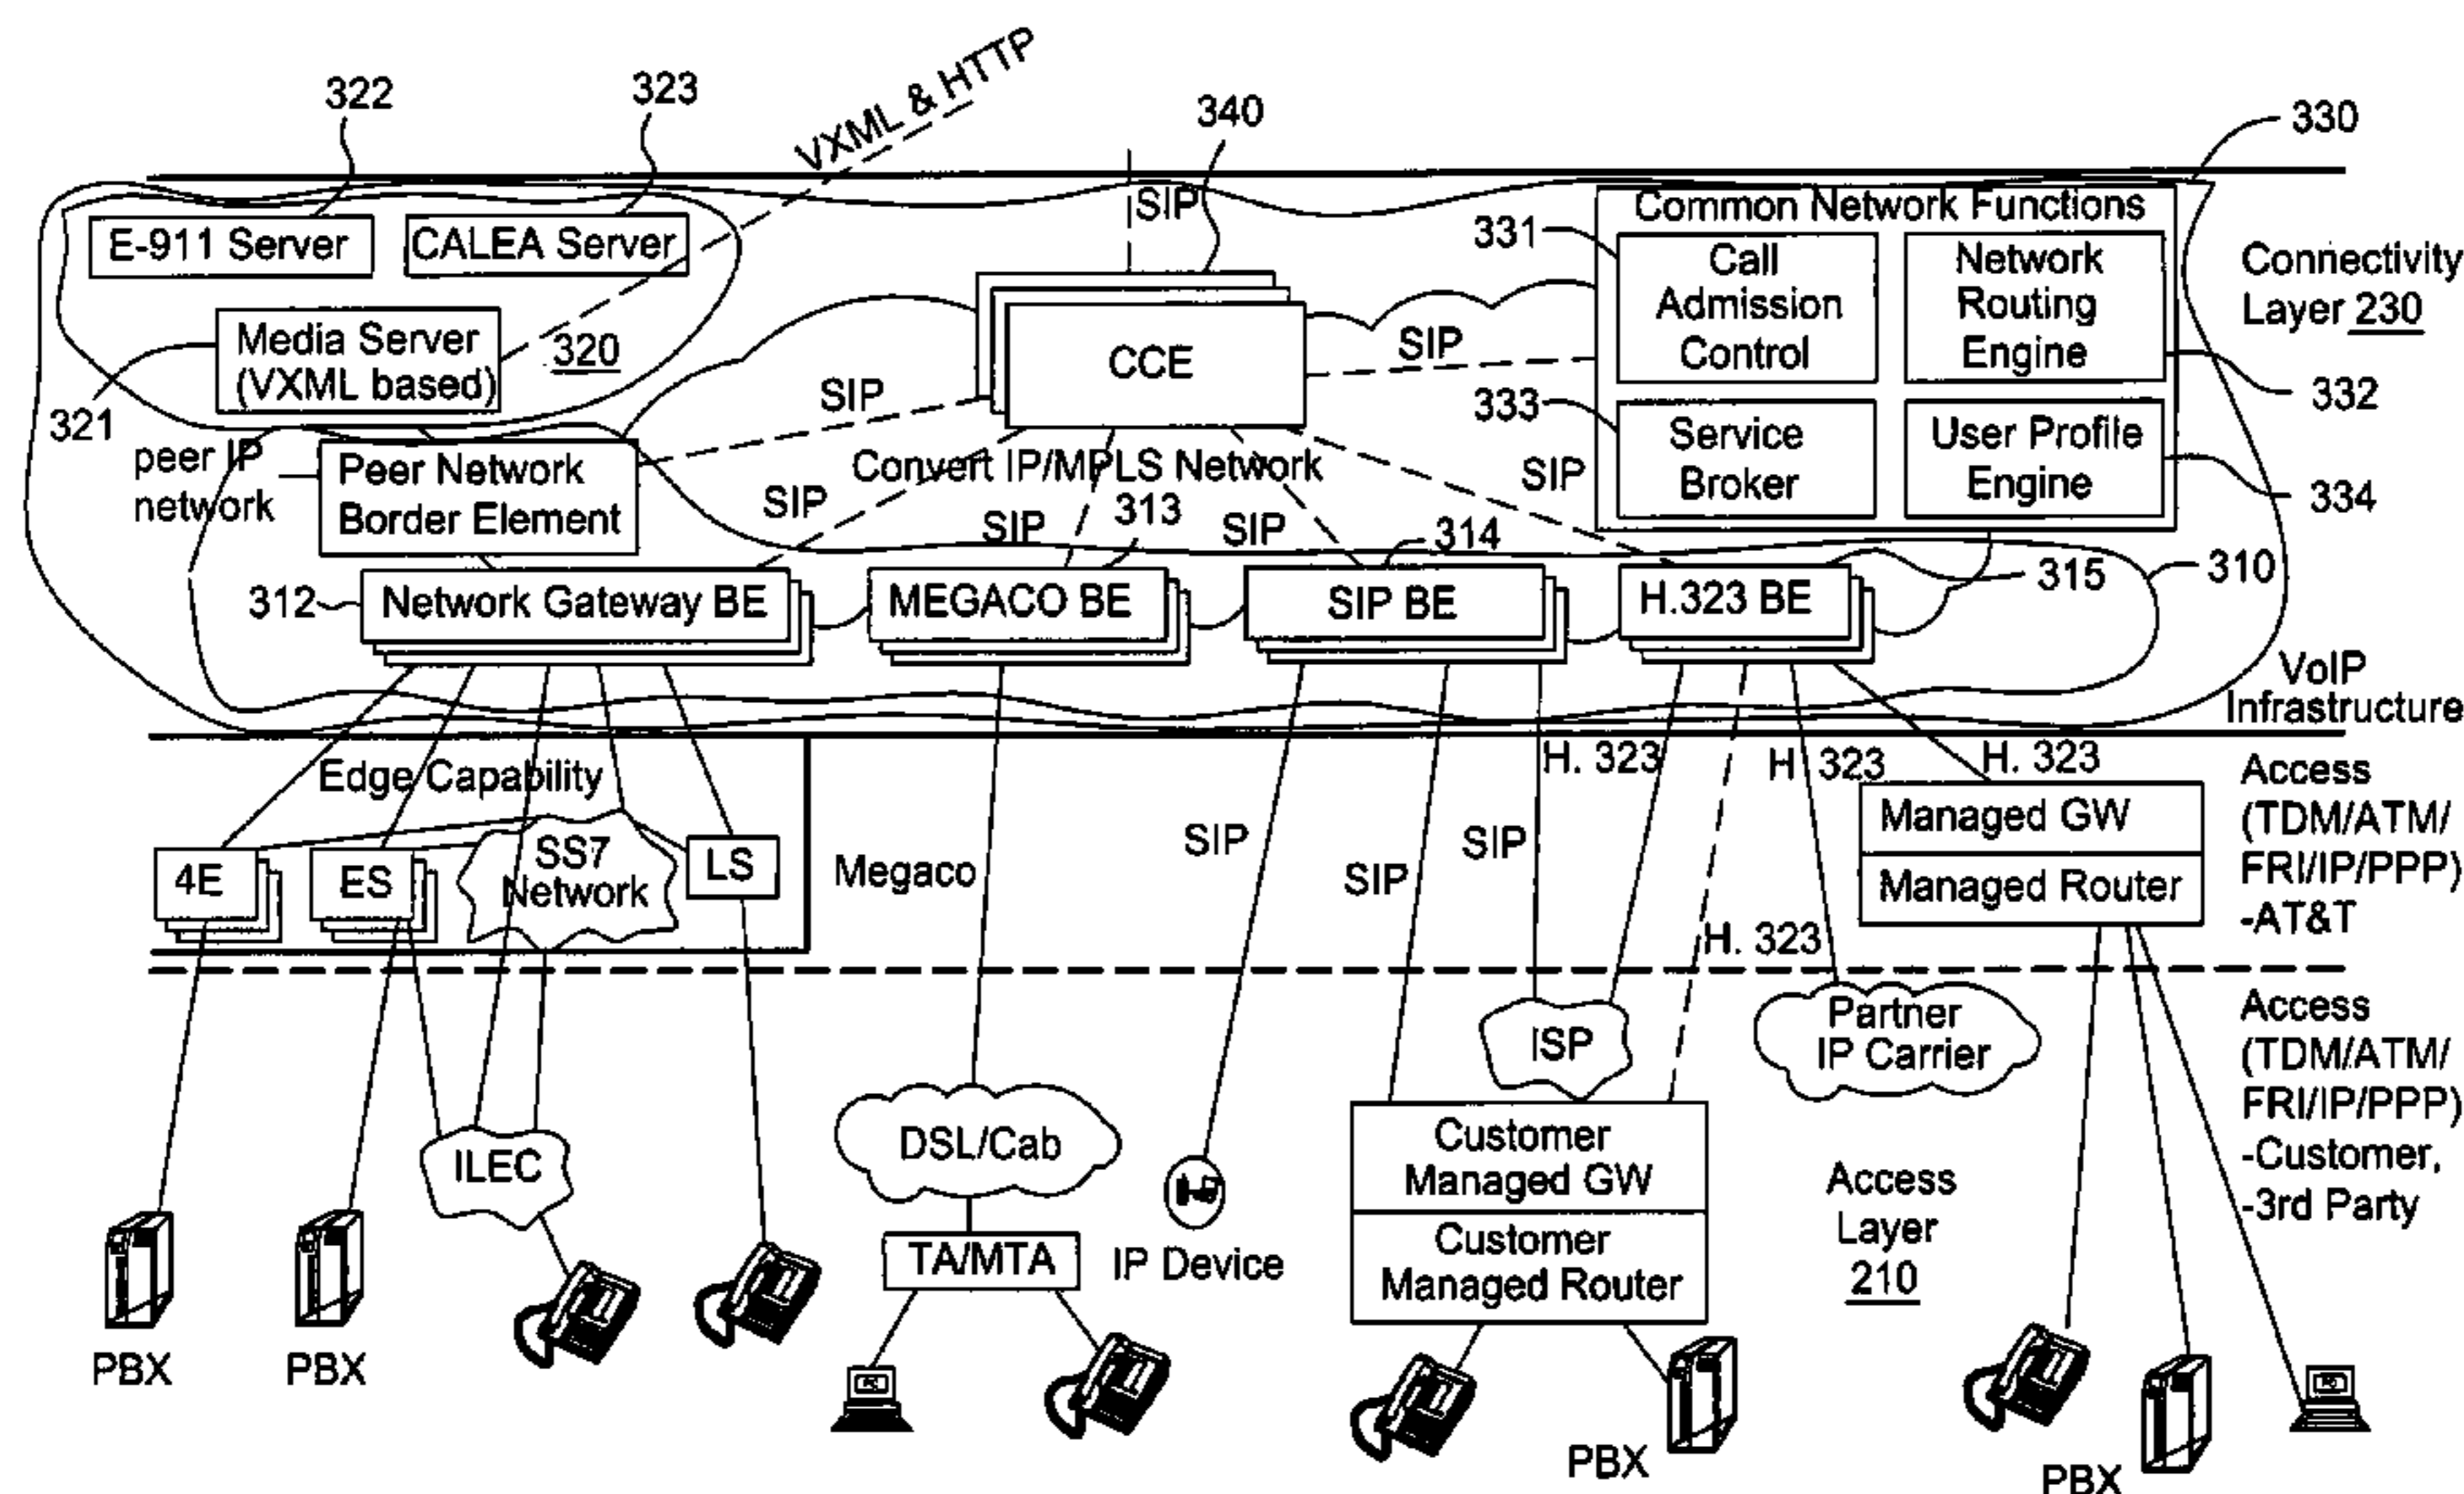 322
323
VXML & HTTP
340
330
SIP
Common Network Functions
E-911 Server
CALEA Server
331
Call
Admission
Control
Network
Routing
Engine
Connectivity
Layer 230
Media Server
(VXML based)
320
321
CCE
SIP
SIP
332
333
Service
Broker
User Profile
Engine
334
peer IP
network
Peer Network
Border Element
Convert IP/MPLS Network
SIP
SIP
SIP
SIP
313
314
315
310
312
Network Gateway BE
MEGACO BE
SIP BE
H.323 BE
VoIP
Infrastructure
Edge Capability
H. 323
H 323
H. 323
Access
(TDM/ATM/
FRI/IP/PPP)
-AT&T
4E
ES
SS7
Network
LS
Megaco
SIP
SIP
SIP
Managed GW
Managed Router
H. 323
ISP
Partner
IP Carrier
Access
(TDM/ATM/
FRI/IP/PPP)
-Customer,
-3rd Party
ILEC
DSL/Cab
TA/MTA
IP Device
Customer
Managed GW
Customer
Managed Router
Access
Layer
210
PBX
PBX
PBX
PBX